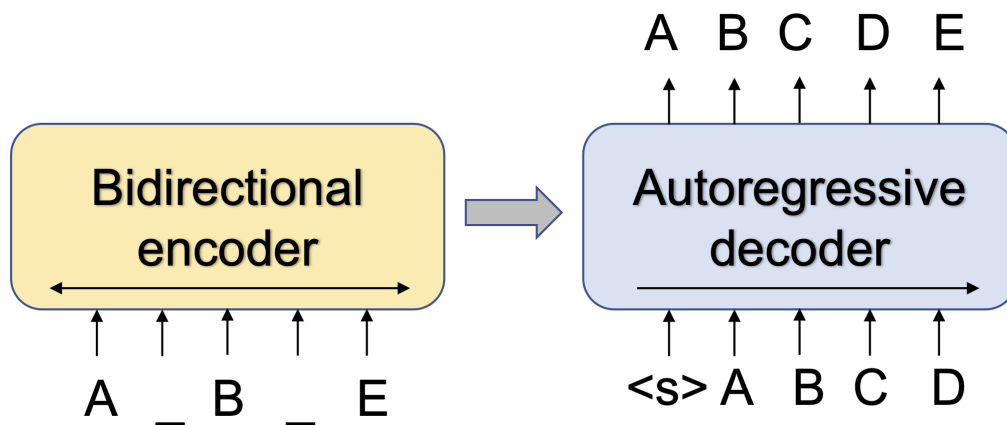 A B C D E
Bidirectional
encoder
Autoregressive
decoder
A _ B _ E
<s> A B C D